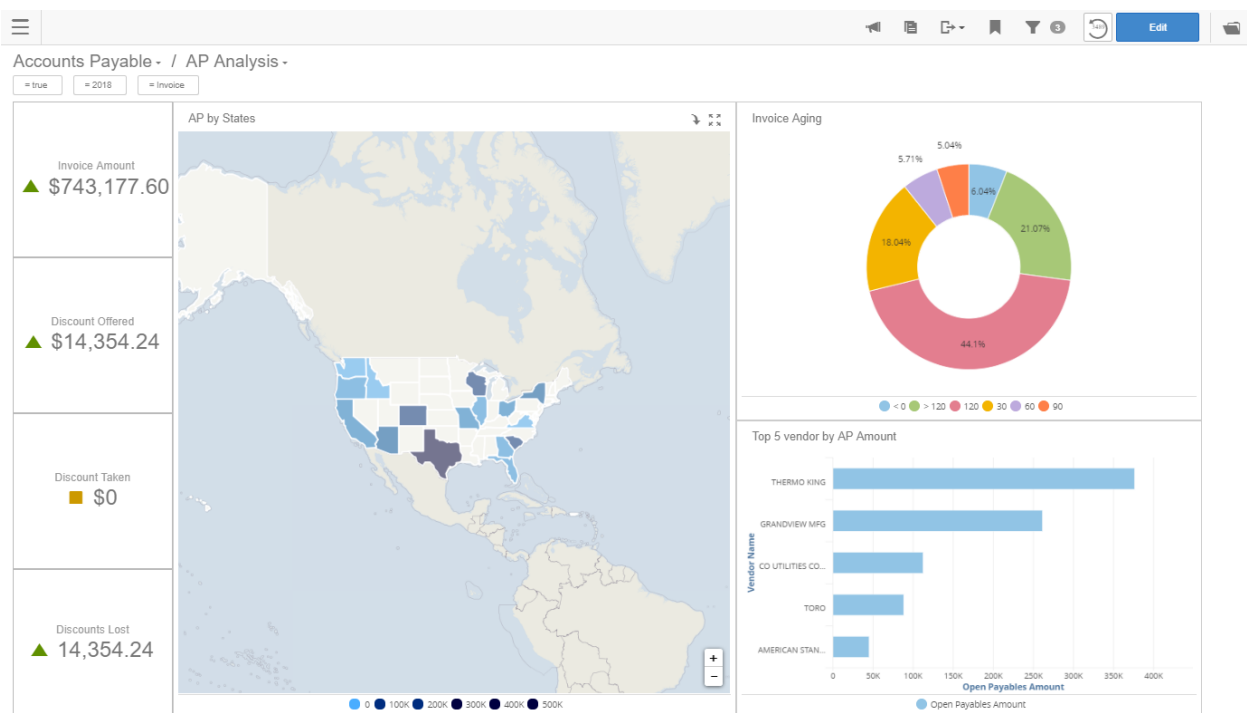 3
Edit
Accounts Payable / AP Analysis
= true = 2018 = Invoice
Invoice Amount
$743,177.60
Discount Offered
$14,354.24
Discount Taken
$0
Discounts Lost
14,354.24
AP by States
+
−
0 100K 200K 300K 400K 500K
Invoice Aging
5.04%
5.71%
6.04%
21.07%
18.04%
44.1%
< 0 > 120 120 30 60 90
Top 5 vendor by AP Amount
Vendor Name
THERMO KING
GRANDVIEW MFG
CO UTILITIES CO...
TORO
AMERICAN STAN...
0 50K 100K 150K 200K 250K 300K 350K 400K
Open Payables Amount
Open Payables Amount